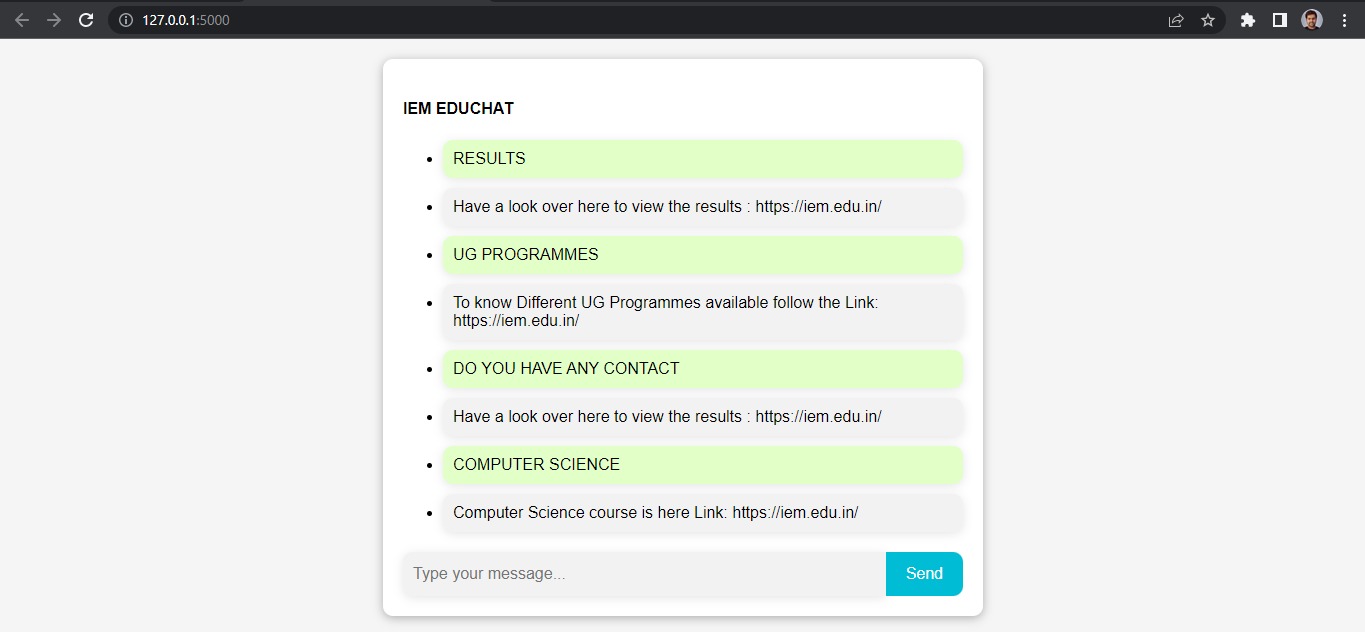 127.0.0.1:5000
IEM EDUCHAT
RESULTS
Have a look over here to view the results : https://iem.edu.in/
UG PROGRAMMES
To know Different UG Programmes available follow the Link:
https://iem.edu.in/
DO YOU HAVE ANY CONTACT
Have a look over here to view the results : https://iem.edu.in/
COMPUTER SCIENCE
Computer Science course is here Link: https://iem.edu.in/
Type your message... Send